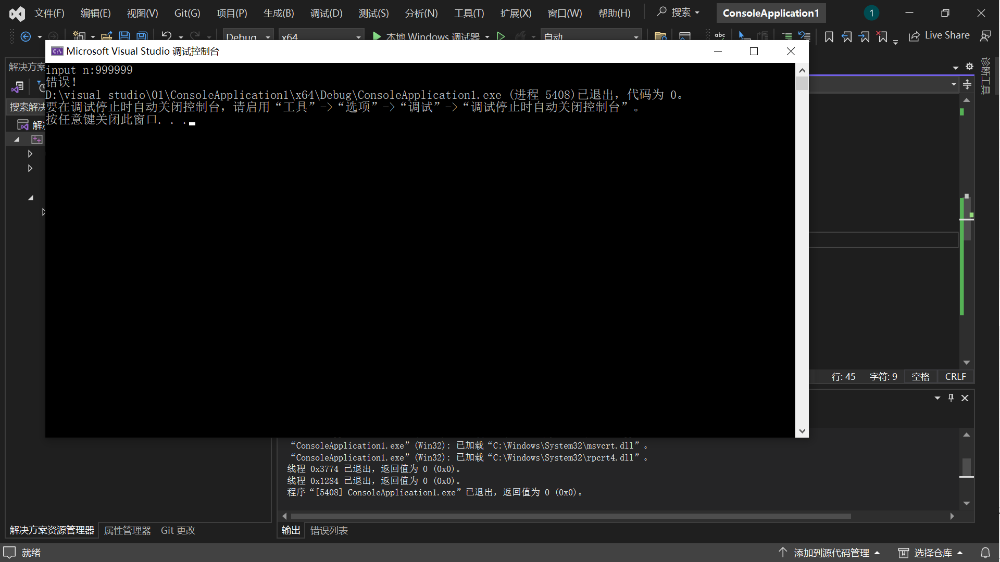 文件(F) 编辑(E) 视图(V) Git(G) 项目(P) 生成(B) 调试(D) 测试(S) 分析(N) 工具(T) 扩展(X) 窗口(W) 帮助(H) 搜索 ConsoleApplication1 1
Debug x64 本地 Windows 调试器 自动 abc Live Share
Microsoft Visual Studio 调试控制台
input n:999999
错误!
D:\visual studio\01\ConsoleApplication1\x64\Debug\ConsoleApplication1.exe (进程 5408)已退出，代码为 0。
要在调试停止时自动关闭控制台，请启用“工具”->“选项”->“调试”->“调试停止时自动关闭控制台”。
按任意键关闭此窗口. . .
解决方案
搜索解决
解决
诊断工具
行: 45 字符: 9 空格 CRLF
“ConsoleApplication1.exe”(Win32): 已加载“C:\Windows\System32\msvcrt.dll”。
“ConsoleApplication1.exe”(Win32): 已加载“C:\Windows\System32\rpcrt4.dll”。
线程 0x3774 已退出，返回值为 0 (0x0)。
线程 0x1284 已退出，返回值为 0 (0x0)。
程序“[5408] ConsoleApplication1.exe”已退出，返回值为 0 (0x0)。
解决方案资源管理器 属性管理器 Git 更改 输出 错误列表
就绪 添加到源代码管理 选择仓库